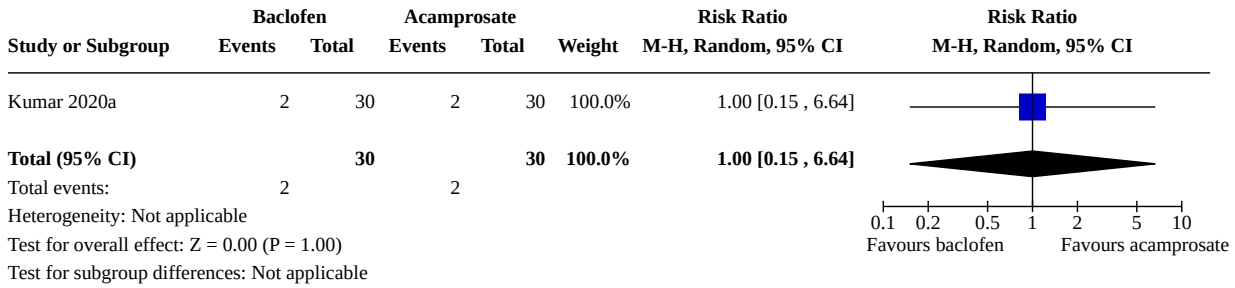 Baclofen Acamprosate Risk Ratio Risk Ratio
Study or Subgroup Events Total Events Total Weight M-H, Random, 95% CI M-H, Random, 95% CI
Kumar 2020a 2 30 2 30 100.0% 1.00 [0.15 , 6.64]
Total (95% CI) 30 30 100.0% 1.00 [0.15 , 6.64]
Total events: 2 2
Heterogeneity: Not applicable
0.1 0.2 0.5 1 2 5 10
Test for overall effect: Z = 0.00 (P = 1.00)
Favours baclofen Favours acamprosate
Test for subgroup differences: Not applicable